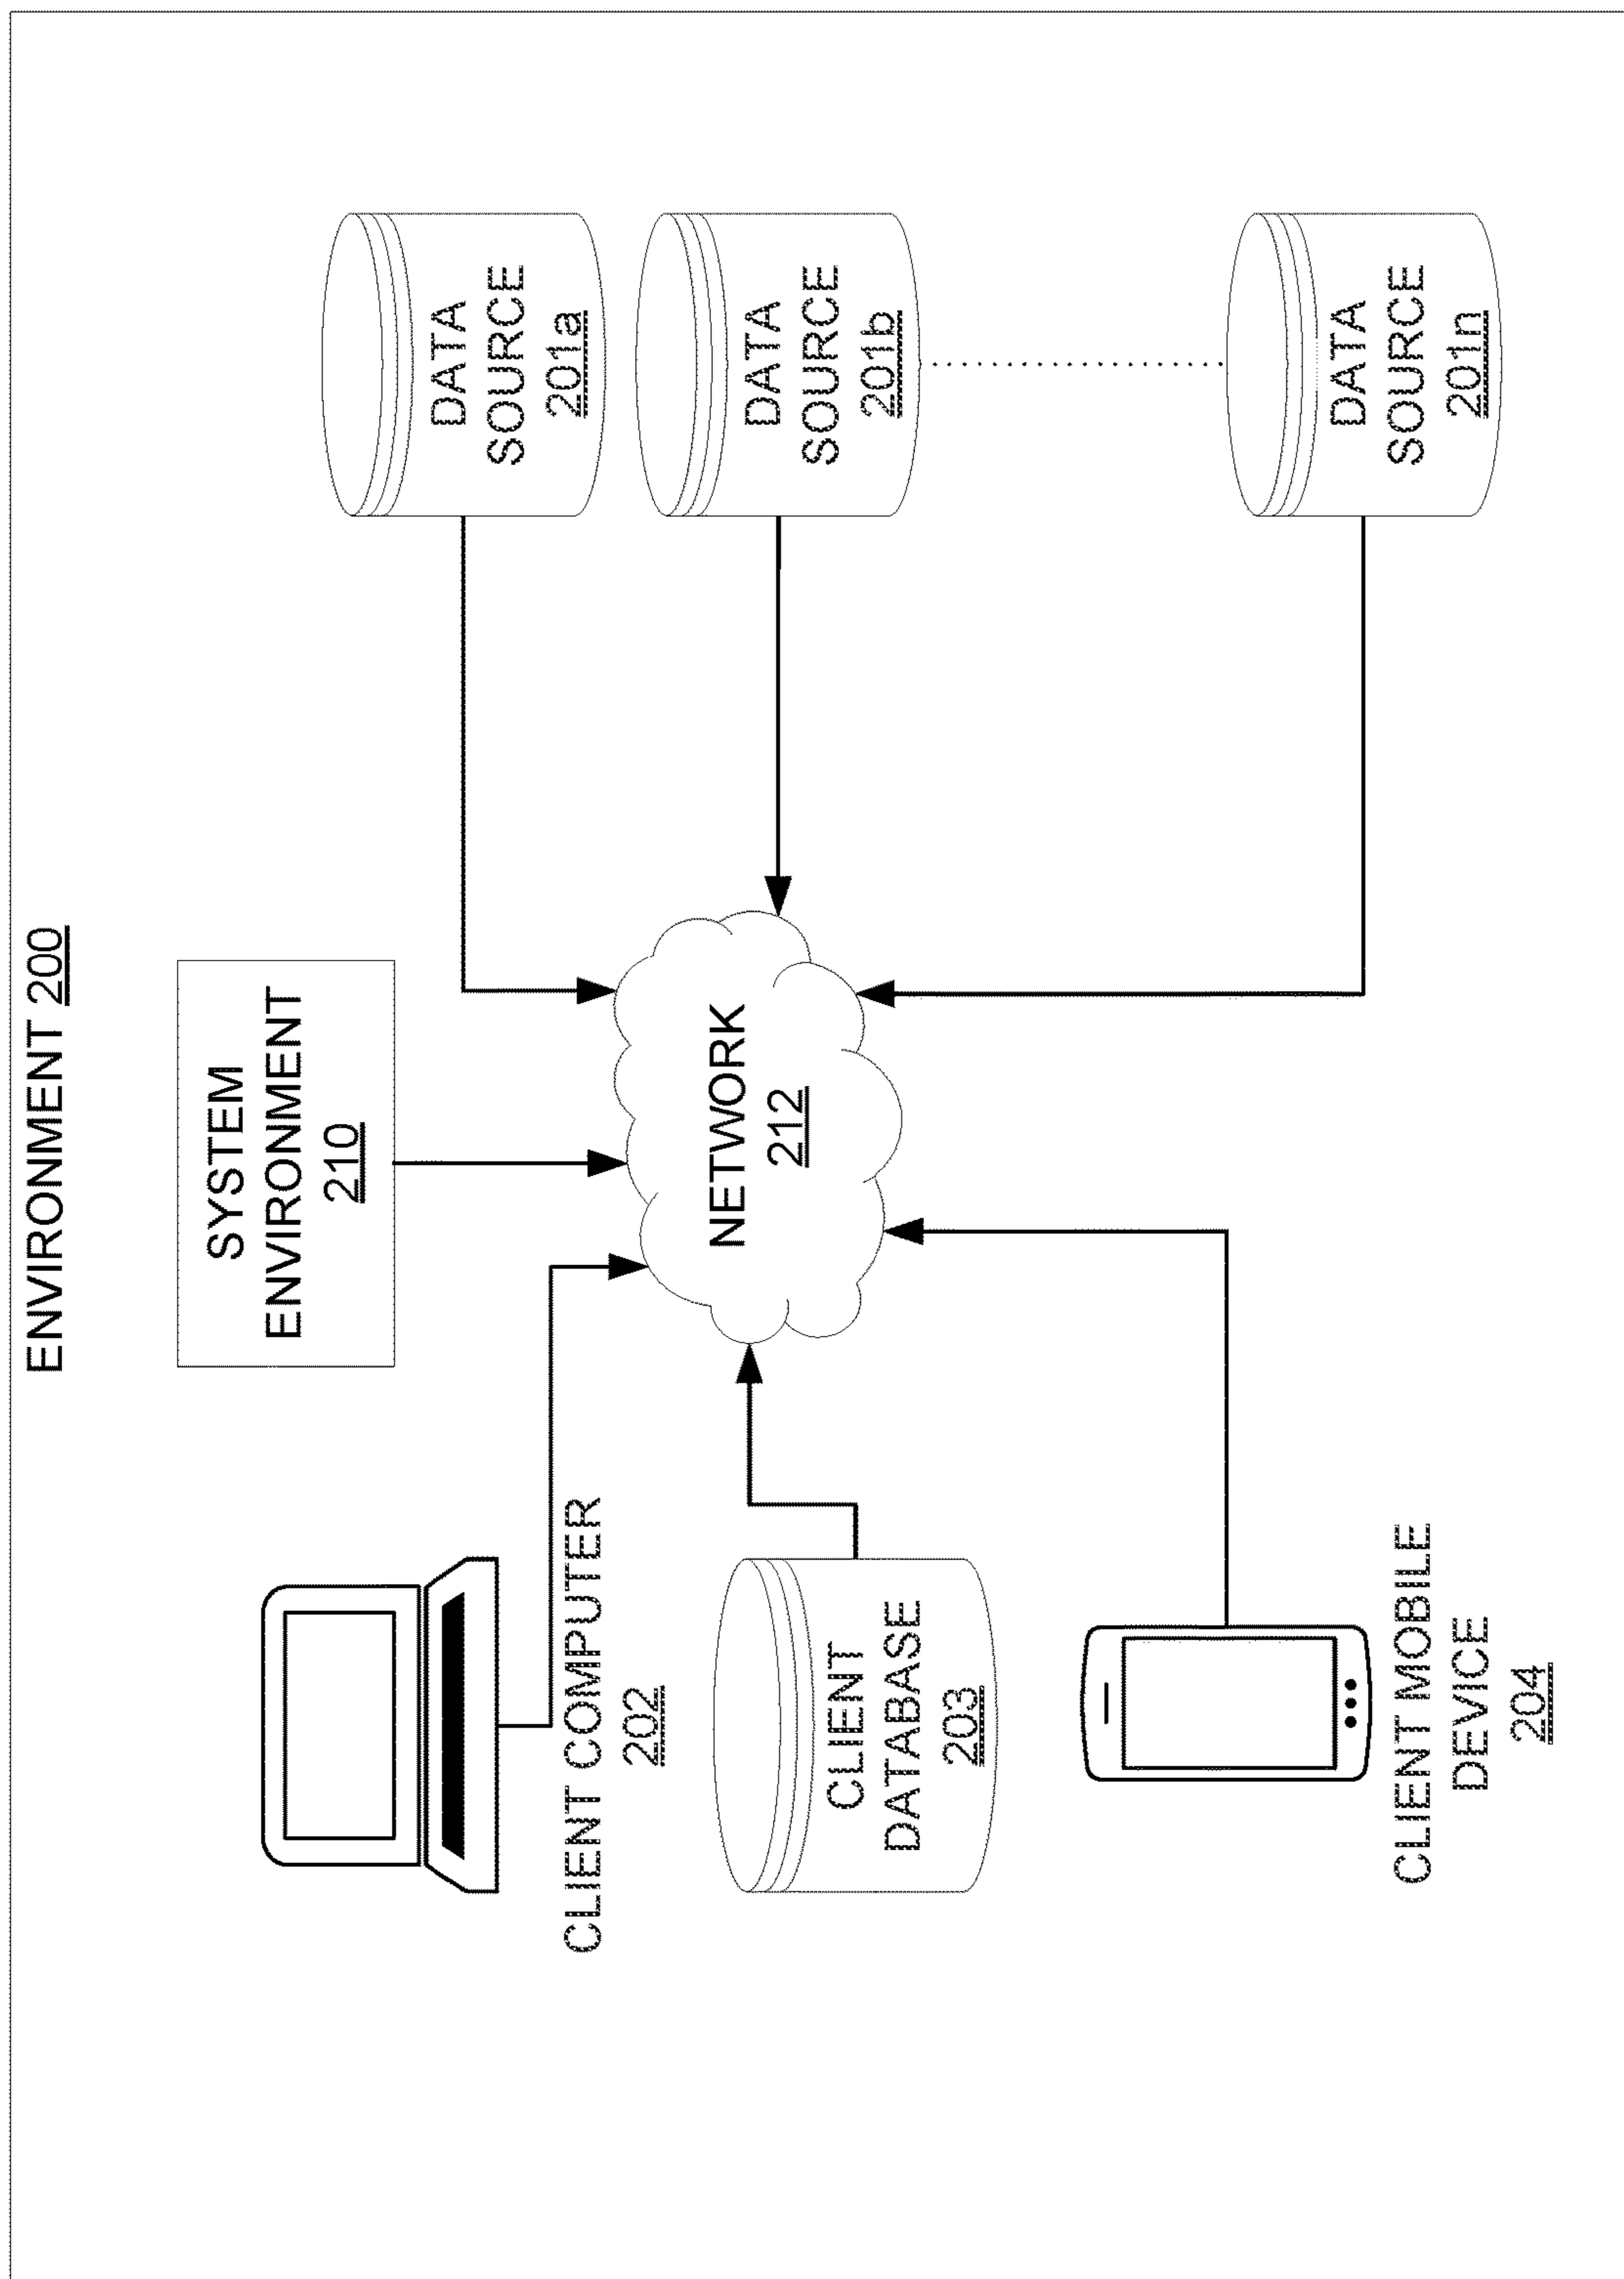 ENVIRONMENT 200
SYSTEM
ENVIRONMENT
210
CLIENT COMPUTER
202
CLIENT
DATABASE
203
CLIENT MOBILE
DEVICE
204
NETWORK
212
DATA
SOURCE
201a
DATA
SOURCE
201b
DATA
SOURCE
201n